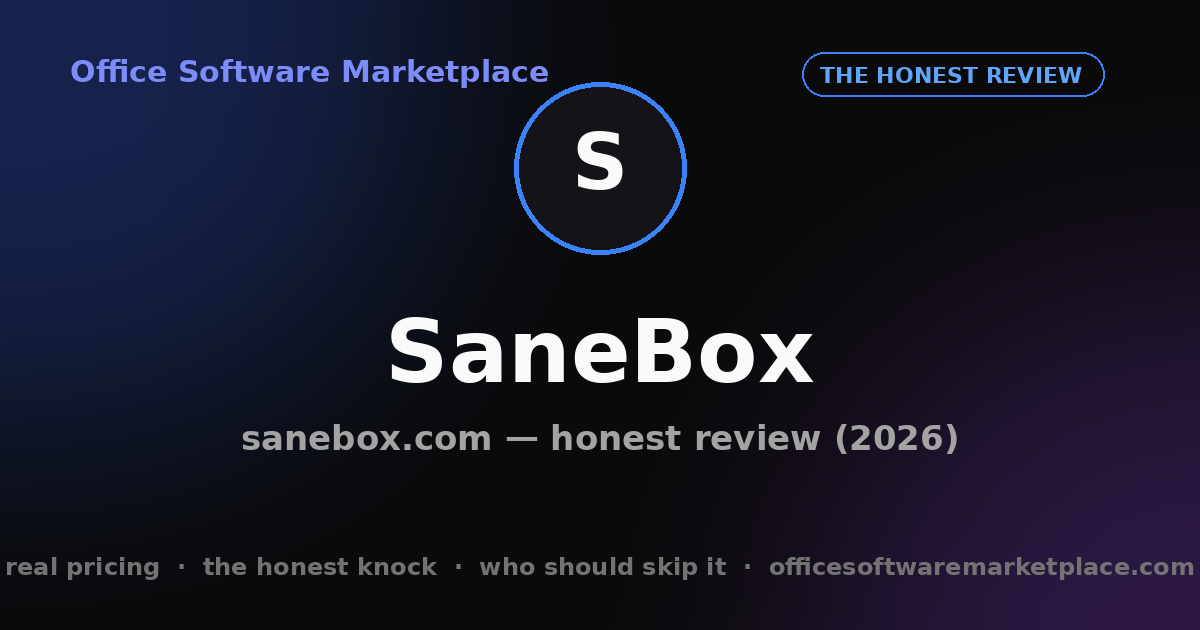 Office Software Marketplace
THE HONEST REVIEW
S
SaneBox
sanebox.com — honest review (2026)
real pricing · the honest knock · who should skip it · officesoftwaremarketplace.com